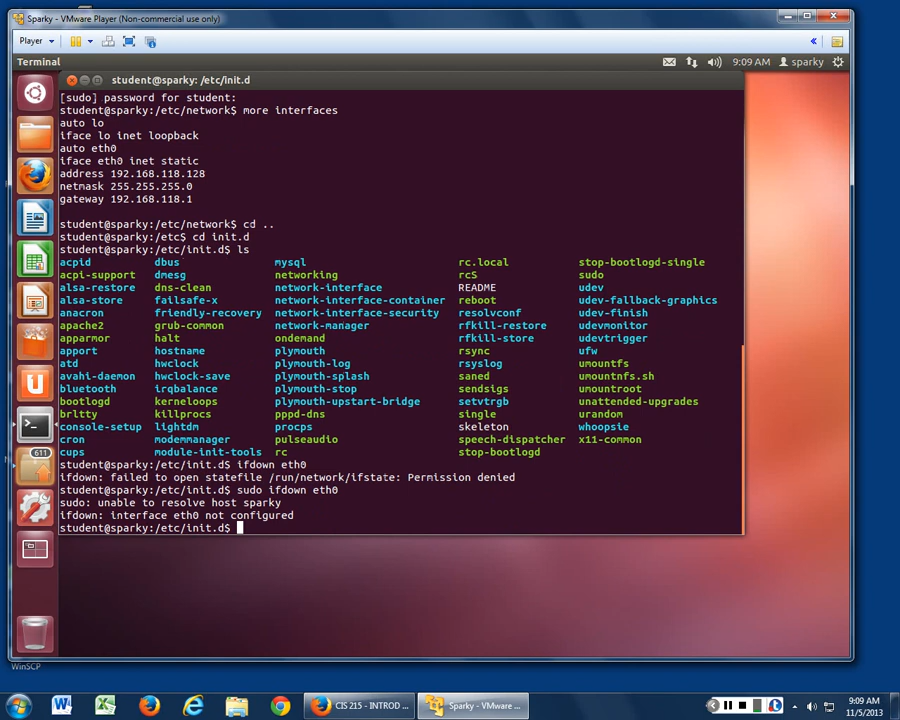 Sparky - VMware Player (Non-commercial use only)
Player
Terminal
9:09 AM
sparky
student@sparky: /etc/init.d
[sudo] password for student:
student@sparky:/etc/network$ more interfaces
auto lo
iface lo inet loopback
auto eth0
iface eth0 inet static
address 192.168.118.128
netmask 255.255.255.0
gateway 192.168.118.1
student@sparky:/etc/network$ cd ..
student@sparky:/etc$ cd init.d
student@sparky:/etc/init.d$ ls
acpid dbus mysql rc.local stop-bootlogd-single
acpi-support dmesg networking rcS sudo
alsa-restore dns-clean network-interface README udev
alsa-store failsafe-x network-interface-container reboot udev-fallback-graphics
anacron friendly-recovery network-interface-security resolvconf udev-finish
apache2 grub-common network-manager rfkill-restore udevmonitor
apparmor halt ondemand rfkill-store udevtrigger
apport hostname plymouth rsync ufw
atd hwclock plymouth-log rsyslog umountfs
avahi-daemon hwclock-save plymouth-splash saned umountnfs.sh
bluetooth irqbalance plymouth-stop sendsigs umountroot
bootlogd kerneloops plymouth-upstart-bridge setvtrgb unattended-upgrades
brltty killprocs pppd-dns single urandom
console-setup lightdm procps skeleton whoopsie
cron modemmanager pulseaudio speech-dispatcher x11-common
cups module-init-tools rc stop-bootlogd
student@sparky:/etc/init.d$ ifdown eth0
ifdown: failed to open statefile /run/network/ifstate: Permission denied
student@sparky:/etc/init.d$ sudo ifdown eth0
sudo: unable to resolve host sparky
ifdown: interface eth0 not configured
student@sparky:/etc/init.d$
611
WinSCP
CIS 215 - INTROD ...
Sparky - VMware ...
9:09 AM
11/5/2013